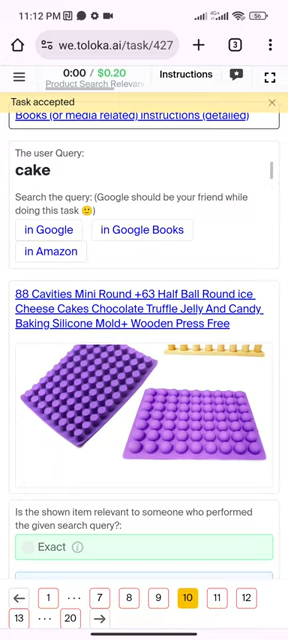 11:12 PM
56
we.toloka.ai/task/427
3
0:00 / $0.20
Product Search Relevan
Instructions
Task accepted
Books (or media related) instructions (detailed)
The user Query:
cake
Search the query: (Google should be your friend while
doing this task 🙂)
in Google
in Google Books
in Amazon
88 Cavities Mini Round +63 Half Ball Round ice
Cheese Cakes Chocolate Truffle Jelly And Candy
Baking Silicone Mold+ Wooden Press Free
Is the shown item relevant to someone who performed
the given search query?:
Exact
1 ... 7 8 9 10 11 12
13 ... 20